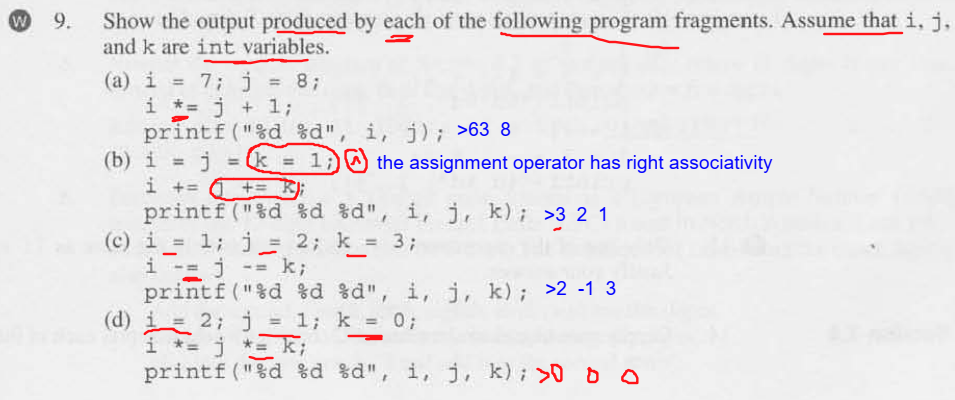 W 9. Show the output produced by each of the following program fragments. Assume that i, j,
and k are int variables.
(a) i = 7; j = 8;
i *= j + 1;
printf("%d %d", i, j); >63 8
(b) i = j = k = 1; 1 the assignment operator has right associativity
i += j += k;
printf("%d %d %d", i, j, k); >3 2 1
(c) i = 1; j = 2; k = 3;
i -= j -= k;
printf("%d %d %d", i, j, k); >2 -1 3
(d) i = 2; j = 1; k = 0;
i *= j *= k;
printf("%d %d %d", i, j, k); >0 0 0